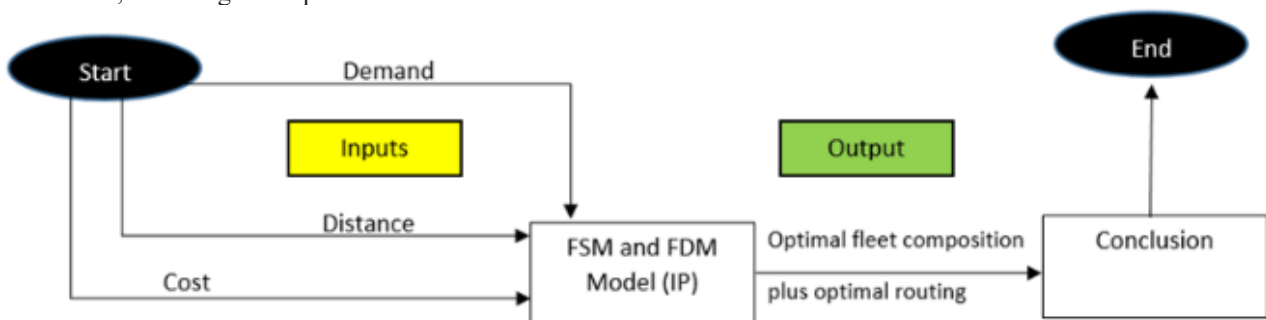 Start
Demand
End
Inputs
Output
Distance
FSM and FDM
Model (IP)
Optimal fleet composition
plus optimal routing
Conclusion
Cost